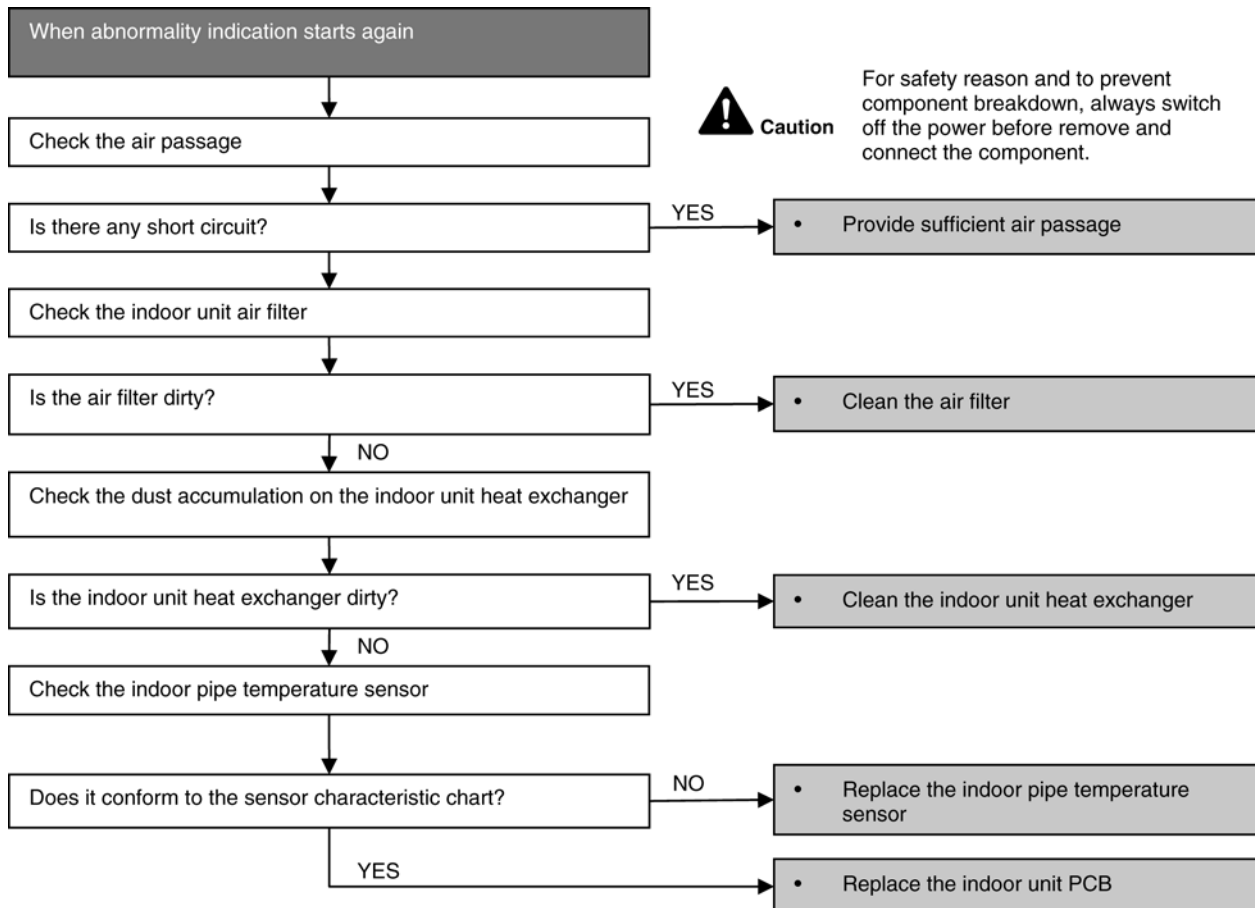 When abnormality indication starts again
For safety reason and to prevent
component breakdown, always switch
off the power before remove and
connect the component.
Caution
Check the air passage
Is there any short circuit?
YES
• Provide sufficient air passage
Check the indoor unit air filter
Is the air filter dirty?
YES
• Clean the air filter
NO
Check the dust accumulation on the indoor unit heat exchanger
Is the indoor unit heat exchanger dirty?
YES
• Clean the indoor unit heat exchanger
NO
Check the indoor pipe temperature sensor
Does it conform to the sensor characteristic chart?
NO
• Replace the indoor pipe temperature
sensor
YES
• Replace the indoor unit PCB